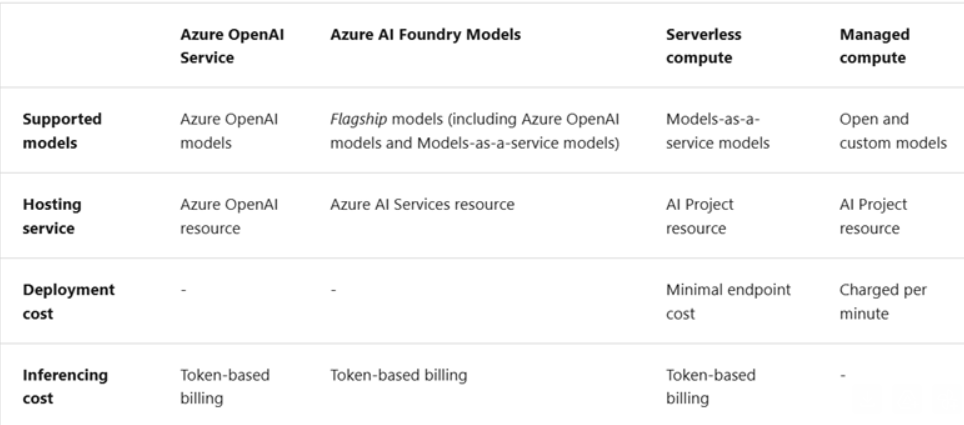 Azure OpenAI Service
Azure AI Foundry Models
Serverless compute
Managed compute
Supported models
Azure OpenAI models
Flagship models (including Azure OpenAI models and Models-as-a-service models)
Models-as-a-service models
Open and custom models
Hosting service
Azure OpenAI resource
Azure AI Services resource
AI Project resource
AI Project resource
Deployment cost
-
-
Minimal endpoint cost
Charged per minute
Inferencing cost
Token-based billing
Token-based billing
Token-based billing
-